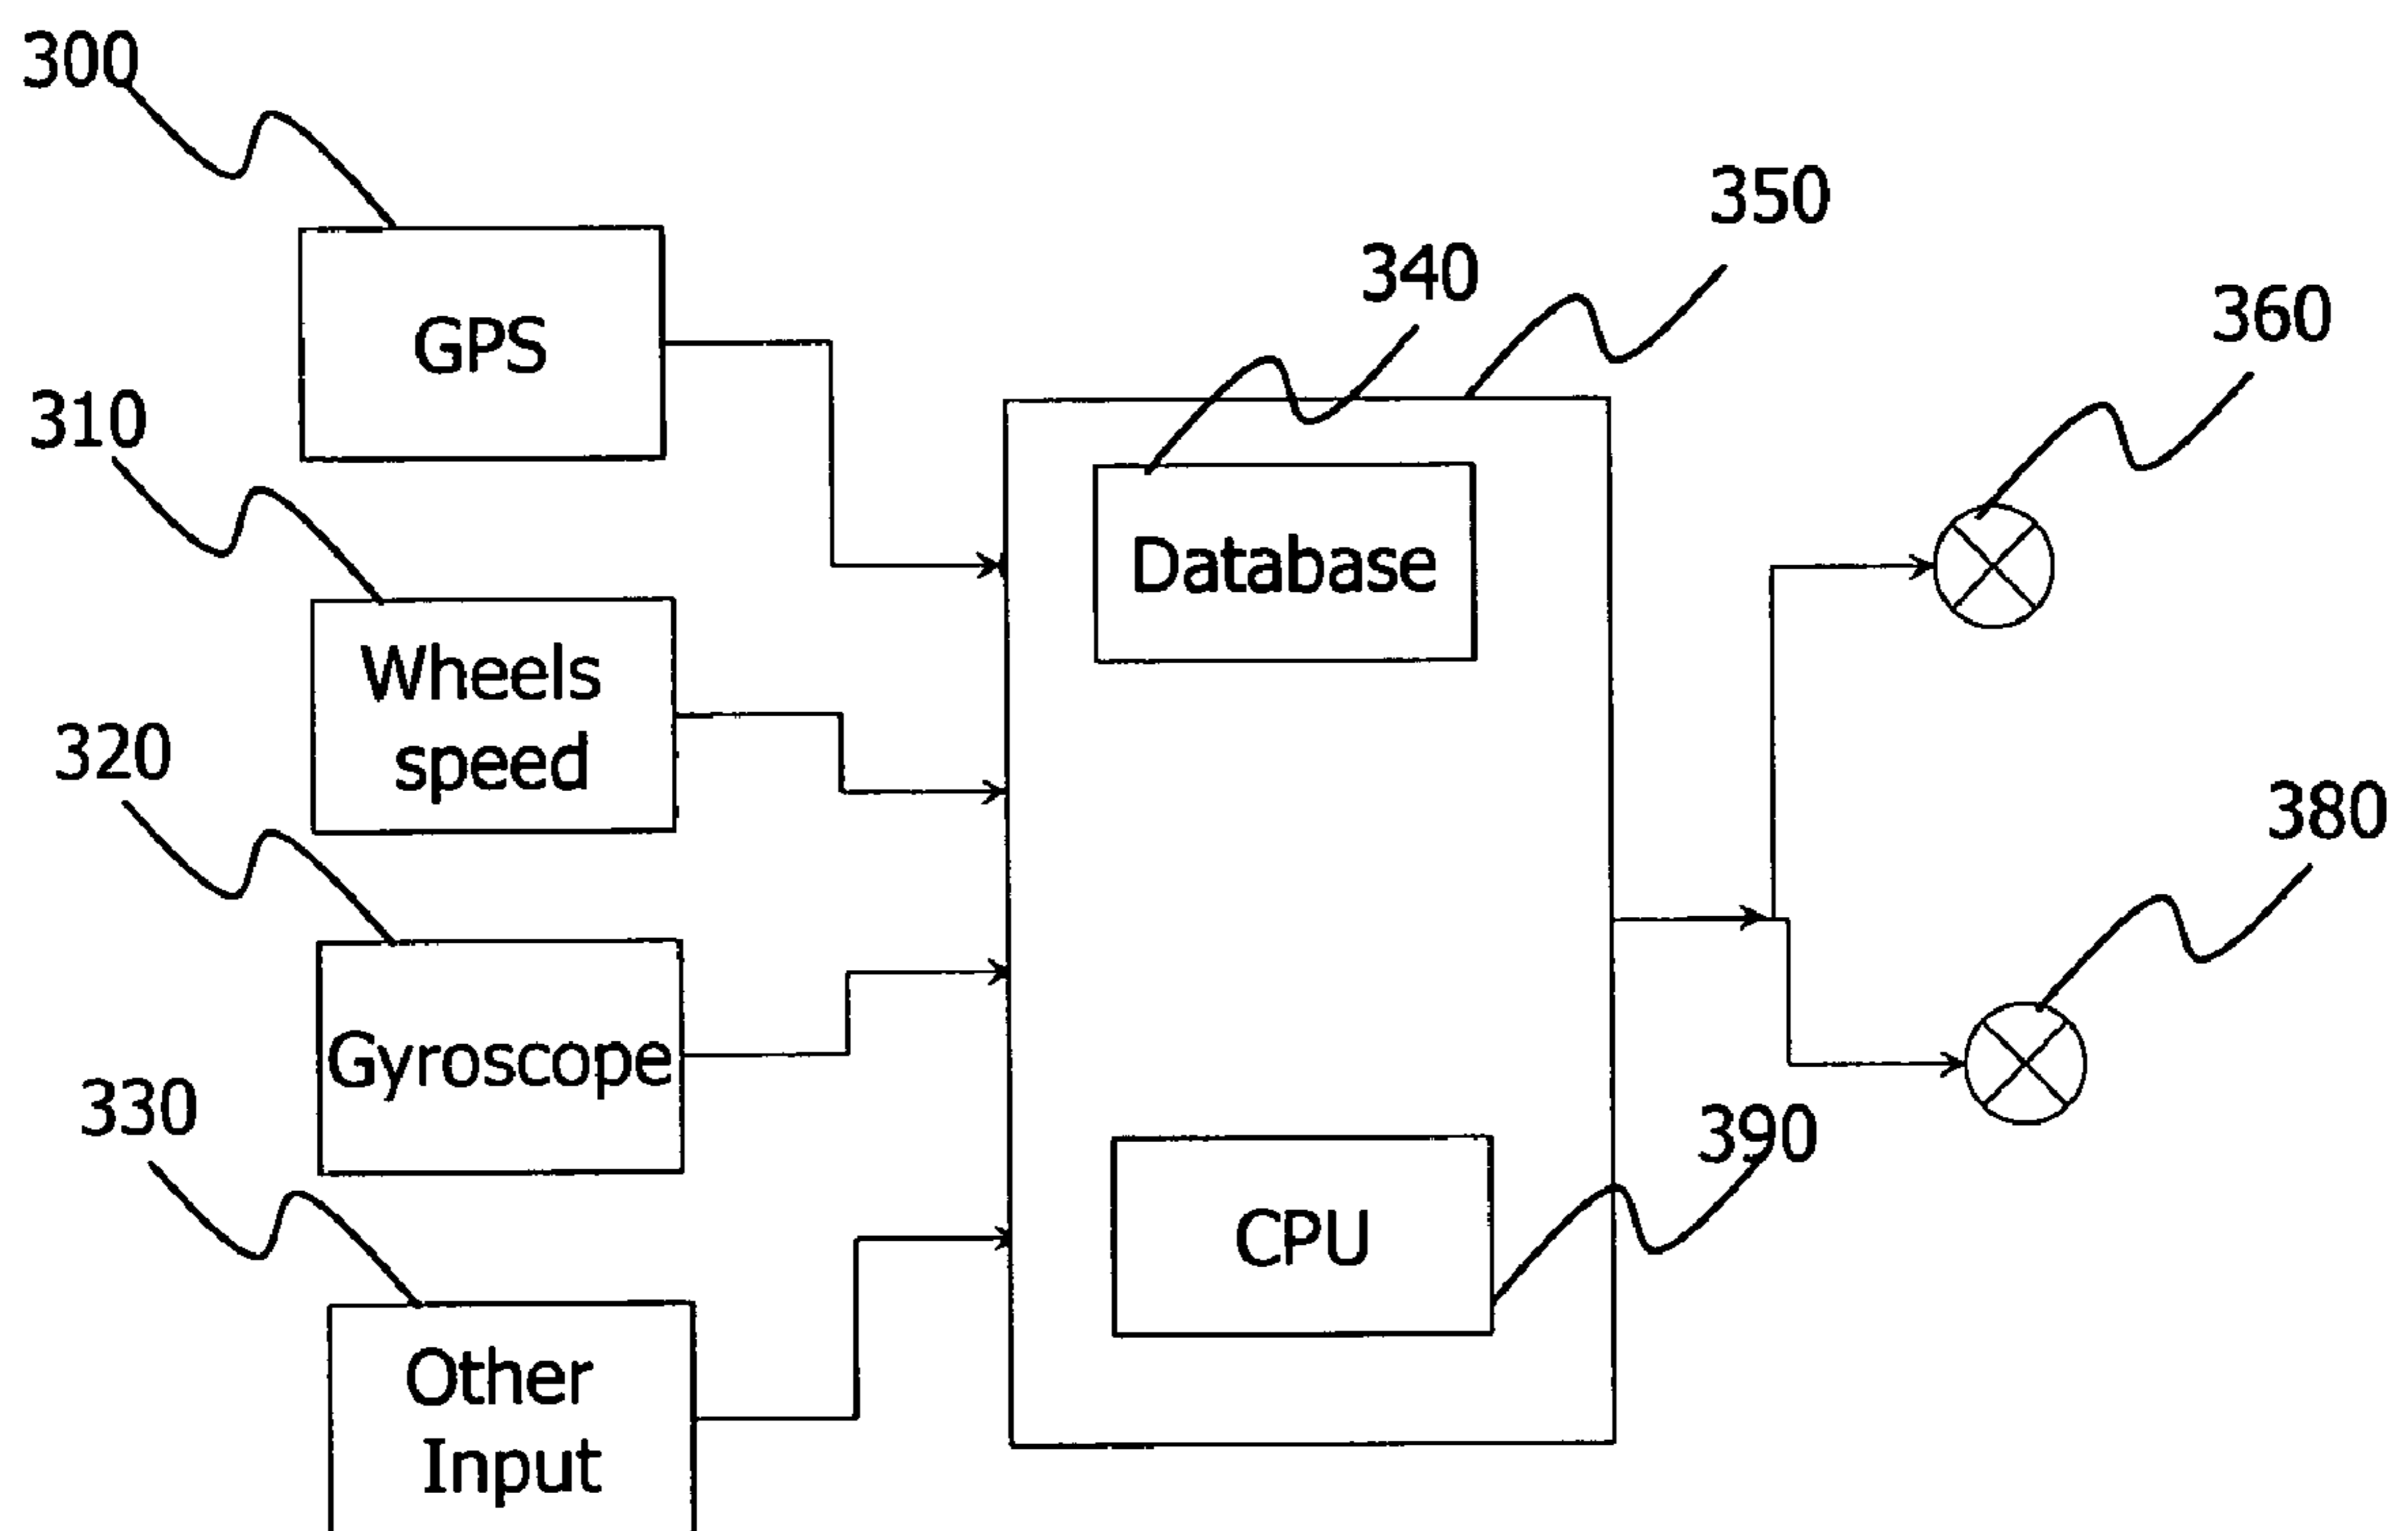 300
GPS
310
Wheels
speed
320
Gyroscope
330
Other
Input
340
350
Database
CPU
390
360
380